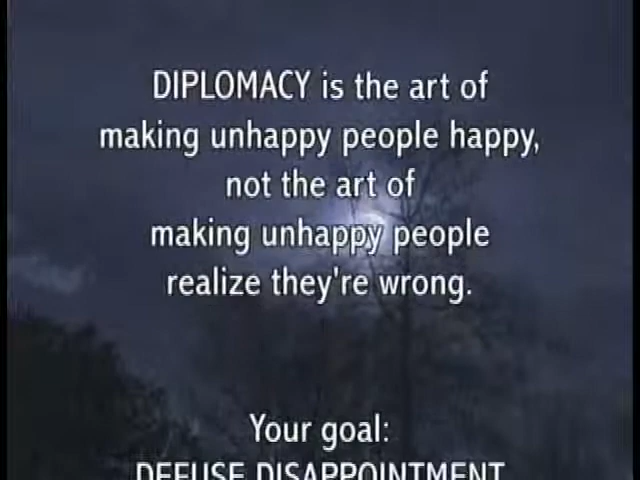 DIPLOMACY is the art of
making unhappy people happy,
not the art of
making unhappy people
realize they're wrong.
Your goal:
DEFUSE DISAPPOINTMENT